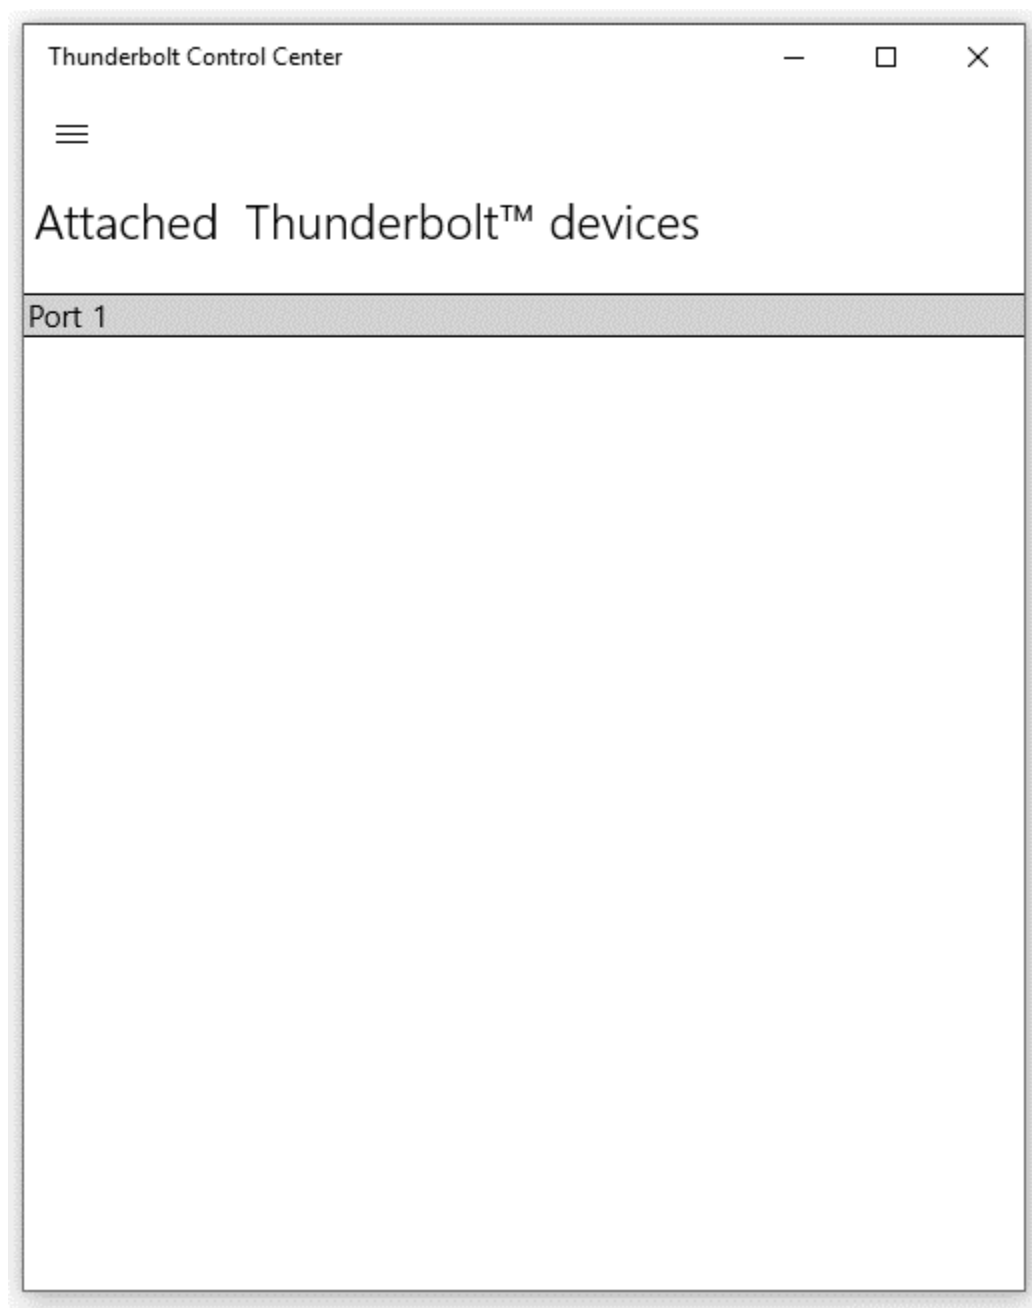 Thunderbolt Control Center
Attached  Thunderbolt™ devices
Port 1